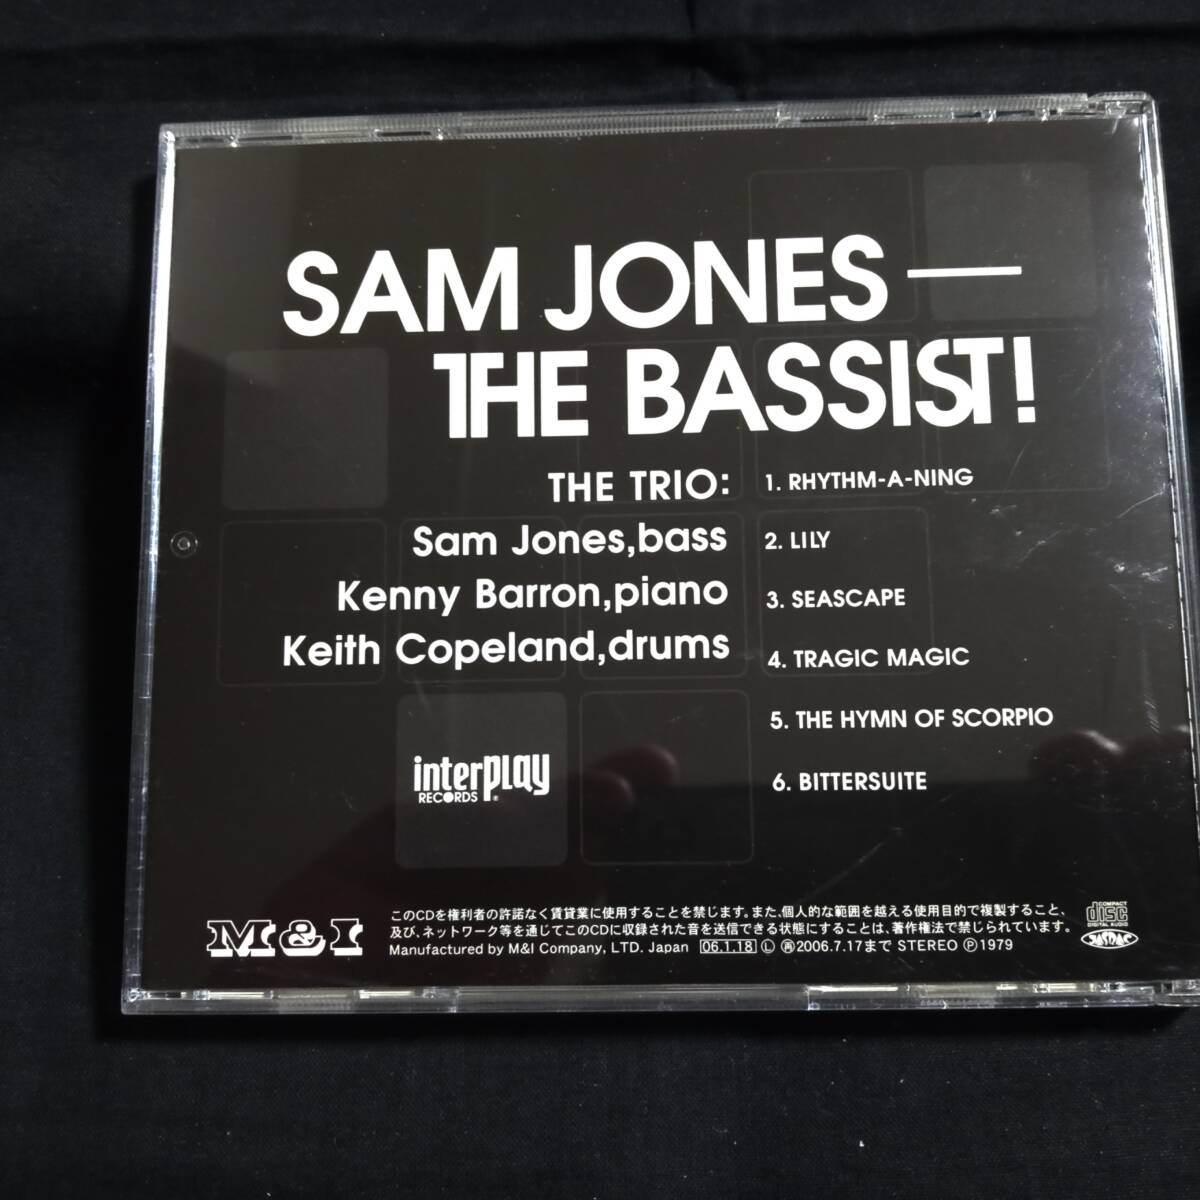 SAM JONES —
THE BASSIST!
THE TRIO:
Sam Jones,bass
Kenny Barron,piano
Keith Copeland,drums
1. RHYTHM-A-NING
2. LILY
3. SEASCAPE
4. TRAGIC MAGIC
5. THE HYMN OF SCORPIO
6. BITTERSUITE
interplay
RECORDS ®
M&I
このCDを権利者の許諾なく賃貸業に使用することを禁じます。また、個人的な範囲を越える使用目的で複製すること、
及び、ネットワーク等を通じてこのCDに収録された音を送信できる状態にすることは、著作権法で禁じられています。
Manufactured by M&I Company, LTD. Japan 06.1.18 Ⓛ ㊢2006.7.17まで STEREO Ⓟ1979
COMPACT
disc
DIGITAL AUDIO
JASRAC